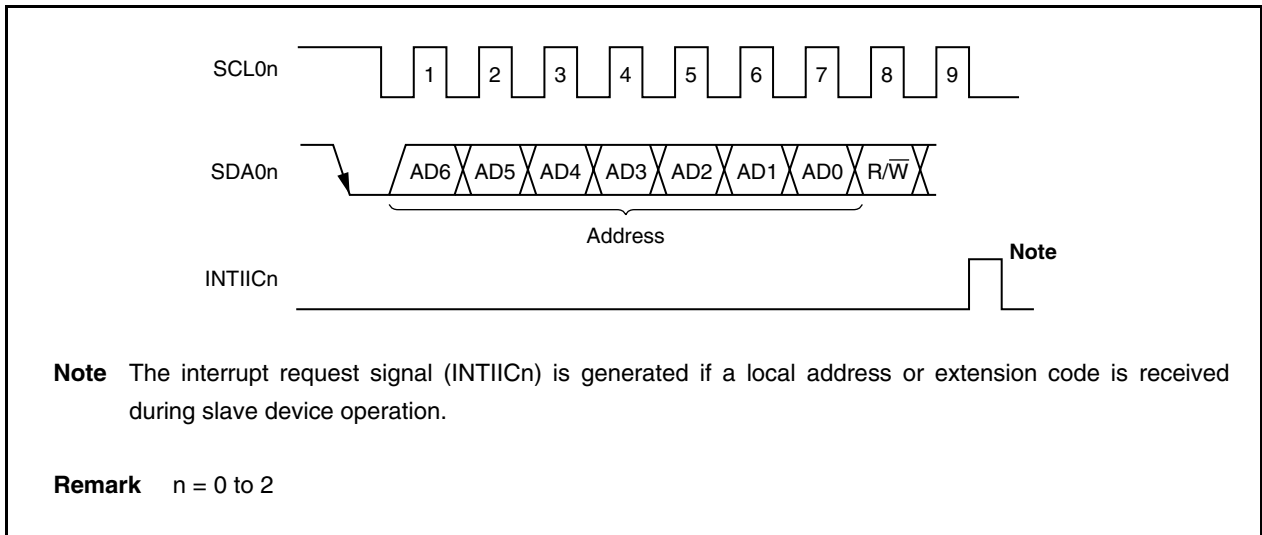 SCL0n 1 2 3 4 5 6 7 8 9
SDA0n AD6 AD5 AD4 AD3 AD2 AD1 AD0 R/W̅
Address
INTIICn Note
Note The interrupt request signal (INTIICn) is generated if a local address or extension code is received
during slave device operation.
Remark n = 0 to 2